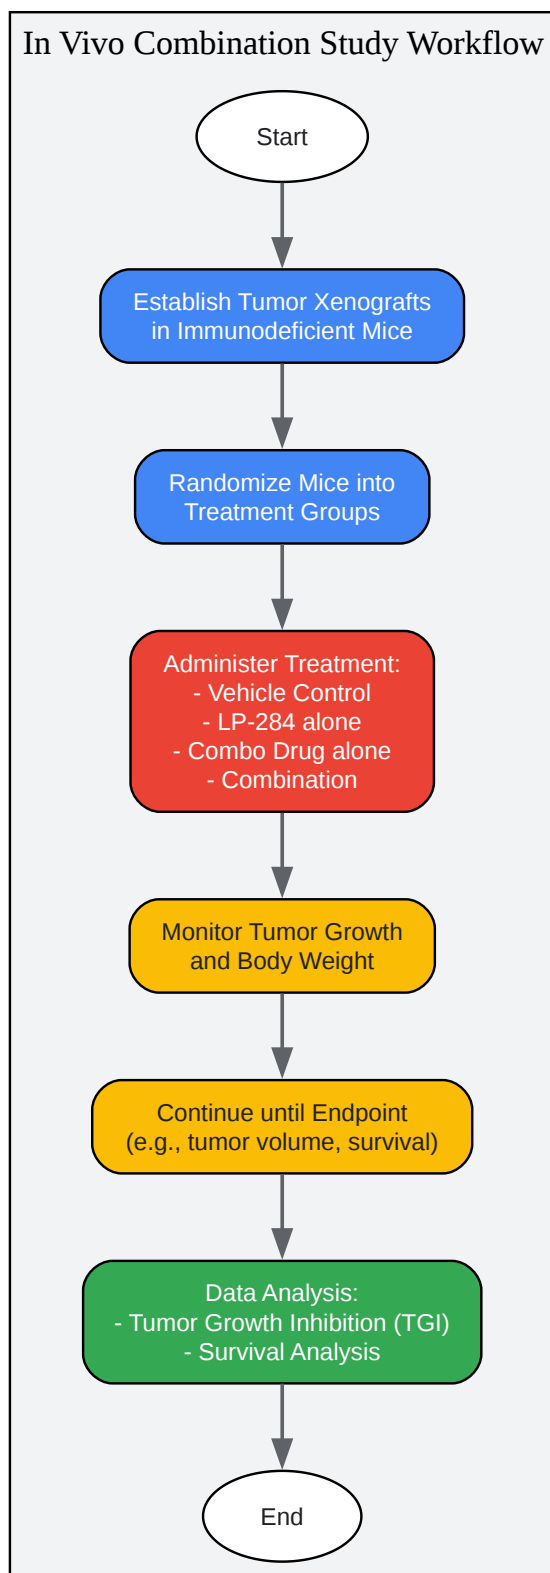 In Vivo Combination Study Workflow
Start
Establish Tumor Xenografts
in Immunodeficient Mice
Randomize Mice into
Treatment Groups
Administer Treatment:
- Vehicle Control
- LP-284 alone
- Combo Drug alone
- Combination
Monitor Tumor Growth
and Body Weight
Continue until Endpoint
(e.g., tumor volume, survival)
Data Analysis:
- Tumor Growth Inhibition (TGI)
- Survival Analysis
End